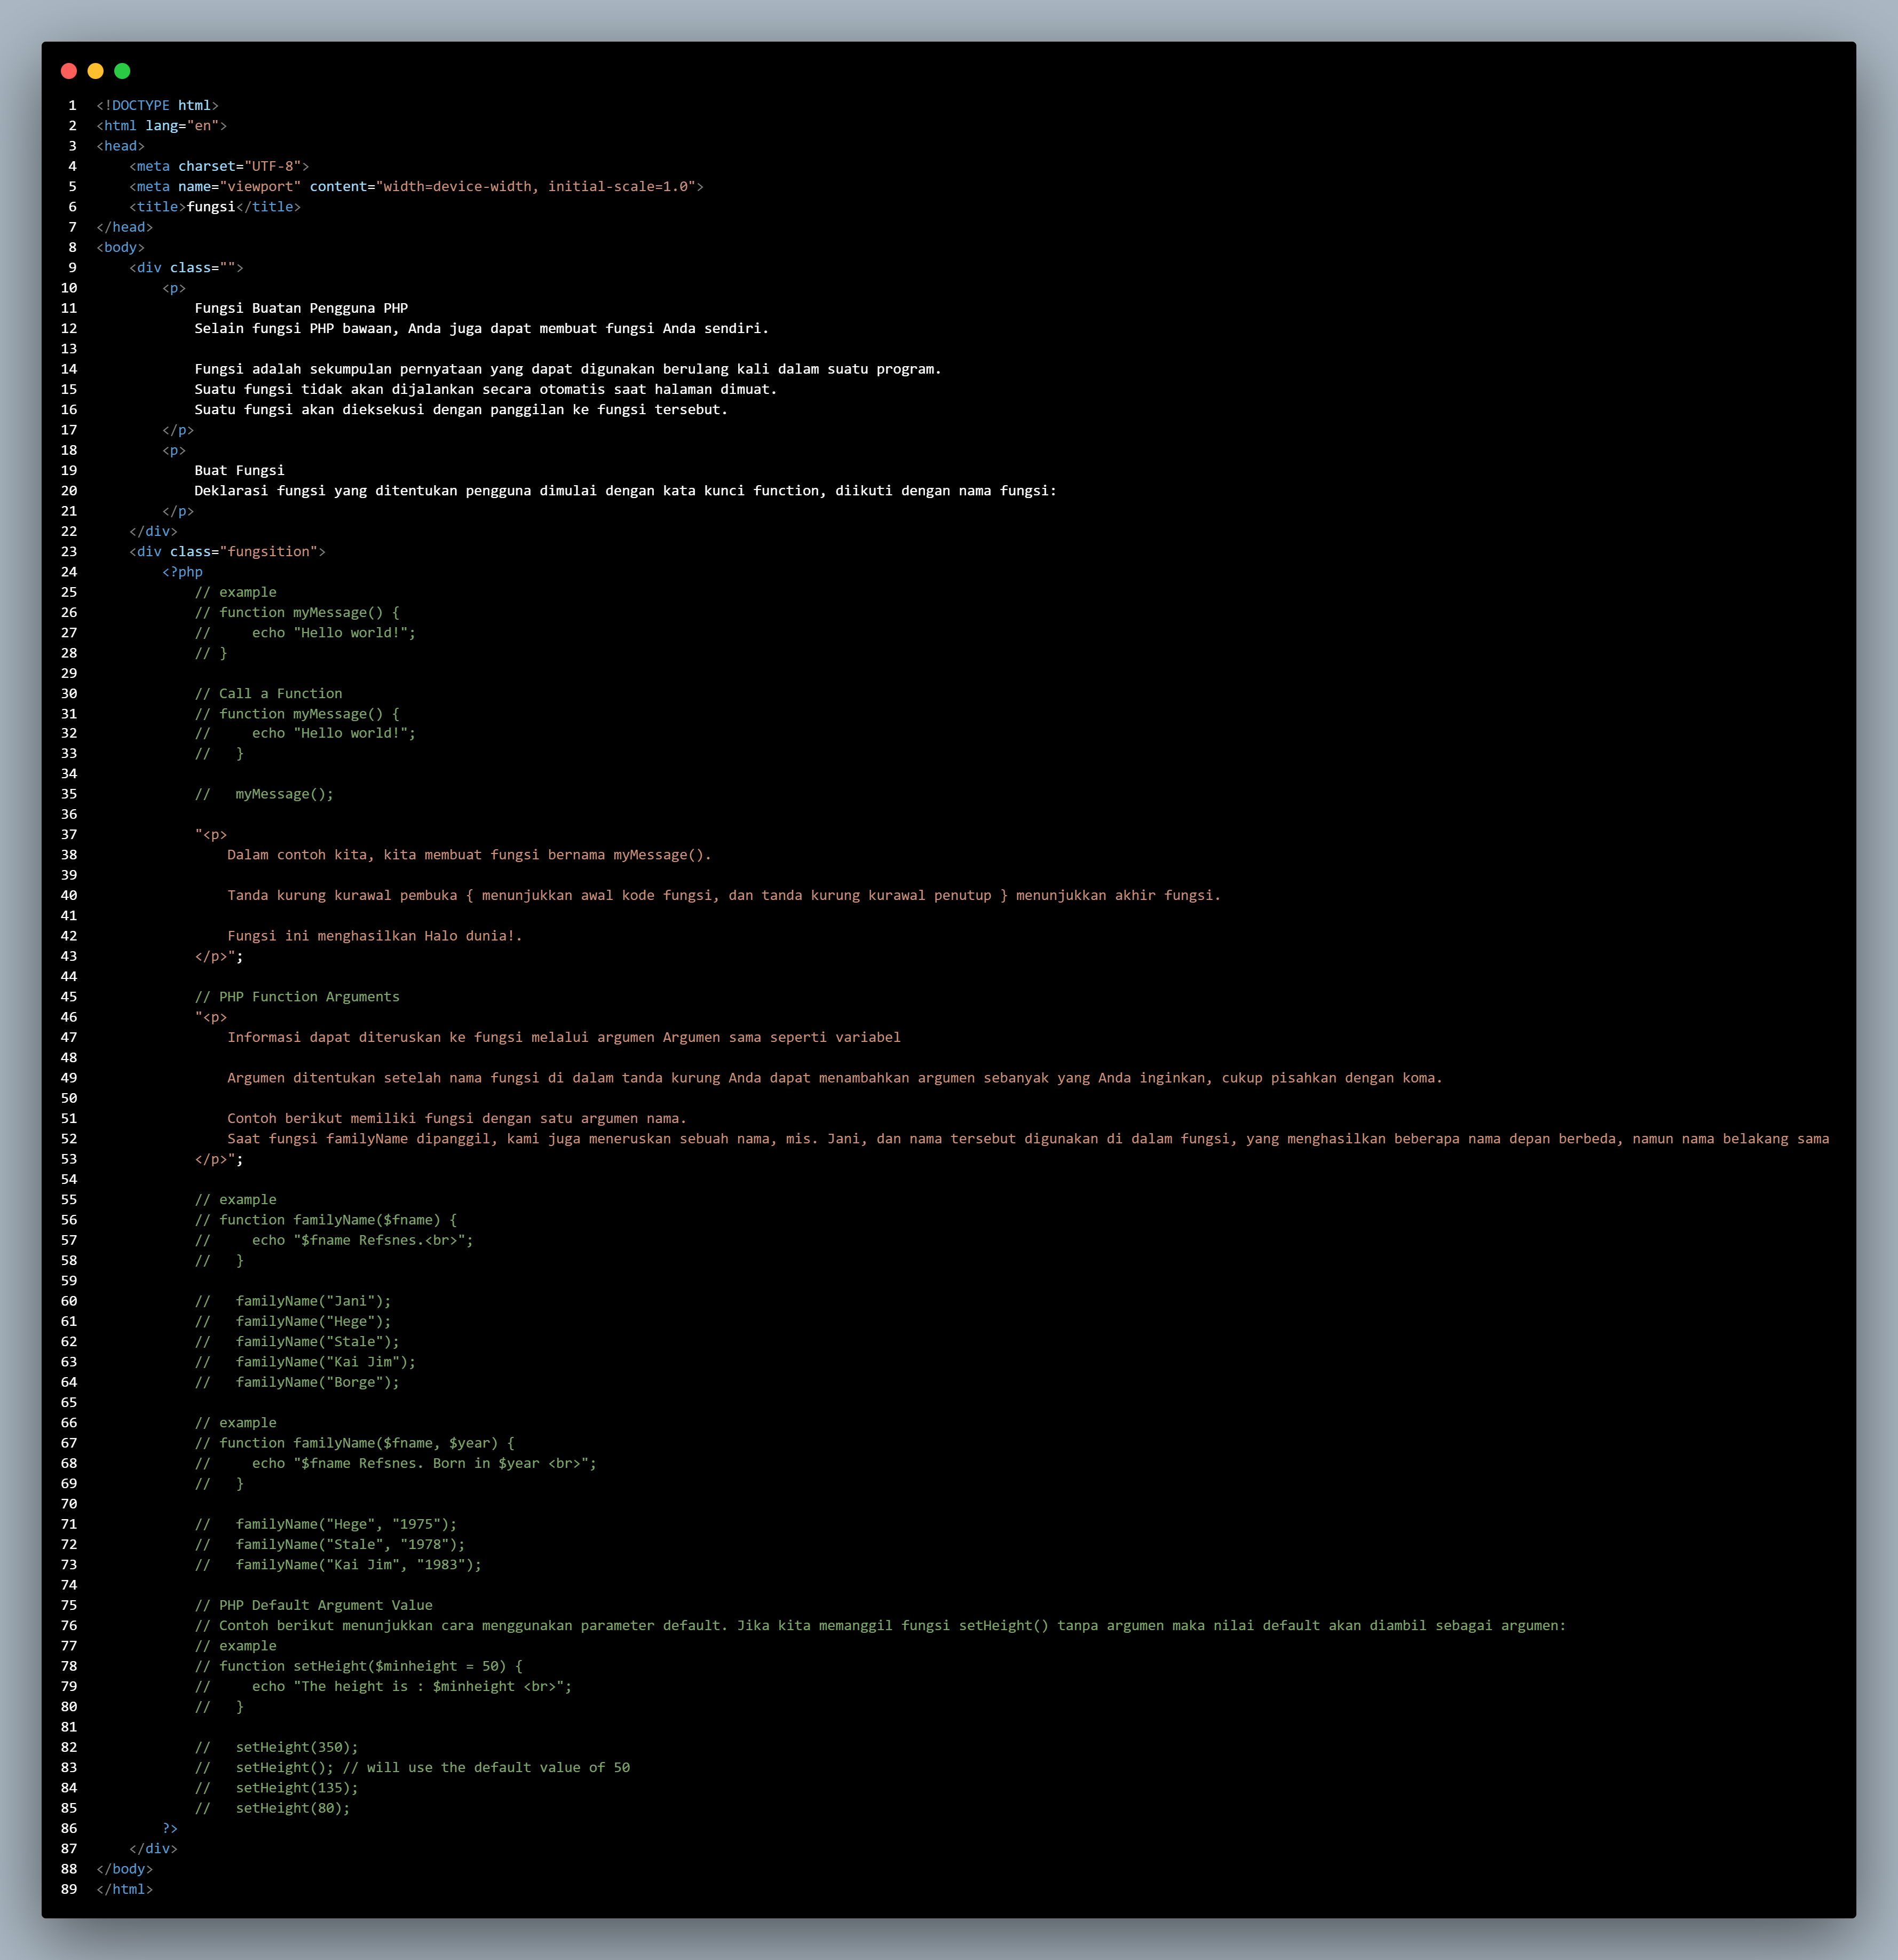 1 <!DOCTYPE html>
2 <html lang="en">
3 <head>
4     <meta charset="UTF-8">
5     <meta name="viewport" content="width=device-width, initial-scale=1.0">
6     <title>fungsi</title>
7 </head>
8 <body>
9     <div class="">
10         <p>
11             Fungsi Buatan Pengguna PHP
12             Selain fungsi PHP bawaan, Anda juga dapat membuat fungsi Anda sendiri.
13
14             Fungsi adalah sekumpulan pernyataan yang dapat digunakan berulang kali dalam suatu program.
15             Suatu fungsi tidak akan dijalankan secara otomatis saat halaman dimuat.
16             Suatu fungsi akan dieksekusi dengan panggilan ke fungsi tersebut.
17         </p>
18         <p>
19             Buat Fungsi
20             Deklarasi fungsi yang ditentukan pengguna dimulai dengan kata kunci function, diikuti dengan nama fungsi:
21         </p>
22     </div>
23     <div class="fungsition">
24         <?php
25             // example
26             // function myMessage() {
27             //     echo "Hello world!";
28             // }
29
30             // Call a Function
31             // function myMessage() {
32             //     echo "Hello world!";
33             //   }
34
35             //   myMessage();
36
37             "<p>
38                 Dalam contoh kita, kita membuat fungsi bernama myMessage().
39
40                 Tanda kurung kurawal pembuka { menunjukkan awal kode fungsi, dan tanda kurung kurawal penutup } menunjukkan akhir fungsi.
41
42                 Fungsi ini menghasilkan Halo dunia!.
43             </p>";
44
45             // PHP Function Arguments
46             "<p>
47                 Informasi dapat diteruskan ke fungsi melalui argumen Argumen sama seperti variabel
48
49                 Argumen ditentukan setelah nama fungsi di dalam tanda kurung Anda dapat menambahkan argumen sebanyak yang Anda inginkan, cukup pisahkan dengan koma.
50
51                 Contoh berikut memiliki fungsi dengan satu argumen nama.
52                 Saat fungsi familyName dipanggil, kami juga meneruskan sebuah nama, mis. Jani, dan nama tersebut digunakan di dalam fungsi, yang menghasilkan beberapa nama depan berbeda, namun nama belakang sama
53             </p>";
54
55             // example
56             // function familyName($fname) {
57             //     echo "$fname Refsnes.<br>";
58             //   }
59
60             //   familyName("Jani");
61             //   familyName("Hege");
62             //   familyName("Stale");
63             //   familyName("Kai Jim");
64             //   familyName("Borge");
65
66             // example
67             // function familyName($fname, $year) {
68             //     echo "$fname Refsnes. Born in $year <br>";
69             //   }
70
71             //   familyName("Hege", "1975");
72             //   familyName("Stale", "1978");
73             //   familyName("Kai Jim", "1983");
74
75             // PHP Default Argument Value
76             // Contoh berikut menunjukkan cara menggunakan parameter default. Jika kita memanggil fungsi setHeight() tanpa argumen maka nilai default akan diambil sebagai argumen:
77             // example
78             // function setHeight($minheight = 50) {
79             //     echo "The height is : $minheight <br>";
80             //   }
81
82             //   setHeight(350);
83             //   setHeight(); // will use the default value of 50
84             //   setHeight(135);
85             //   setHeight(80);
86         ?>
87     </div>
88 </body>
89 </html>